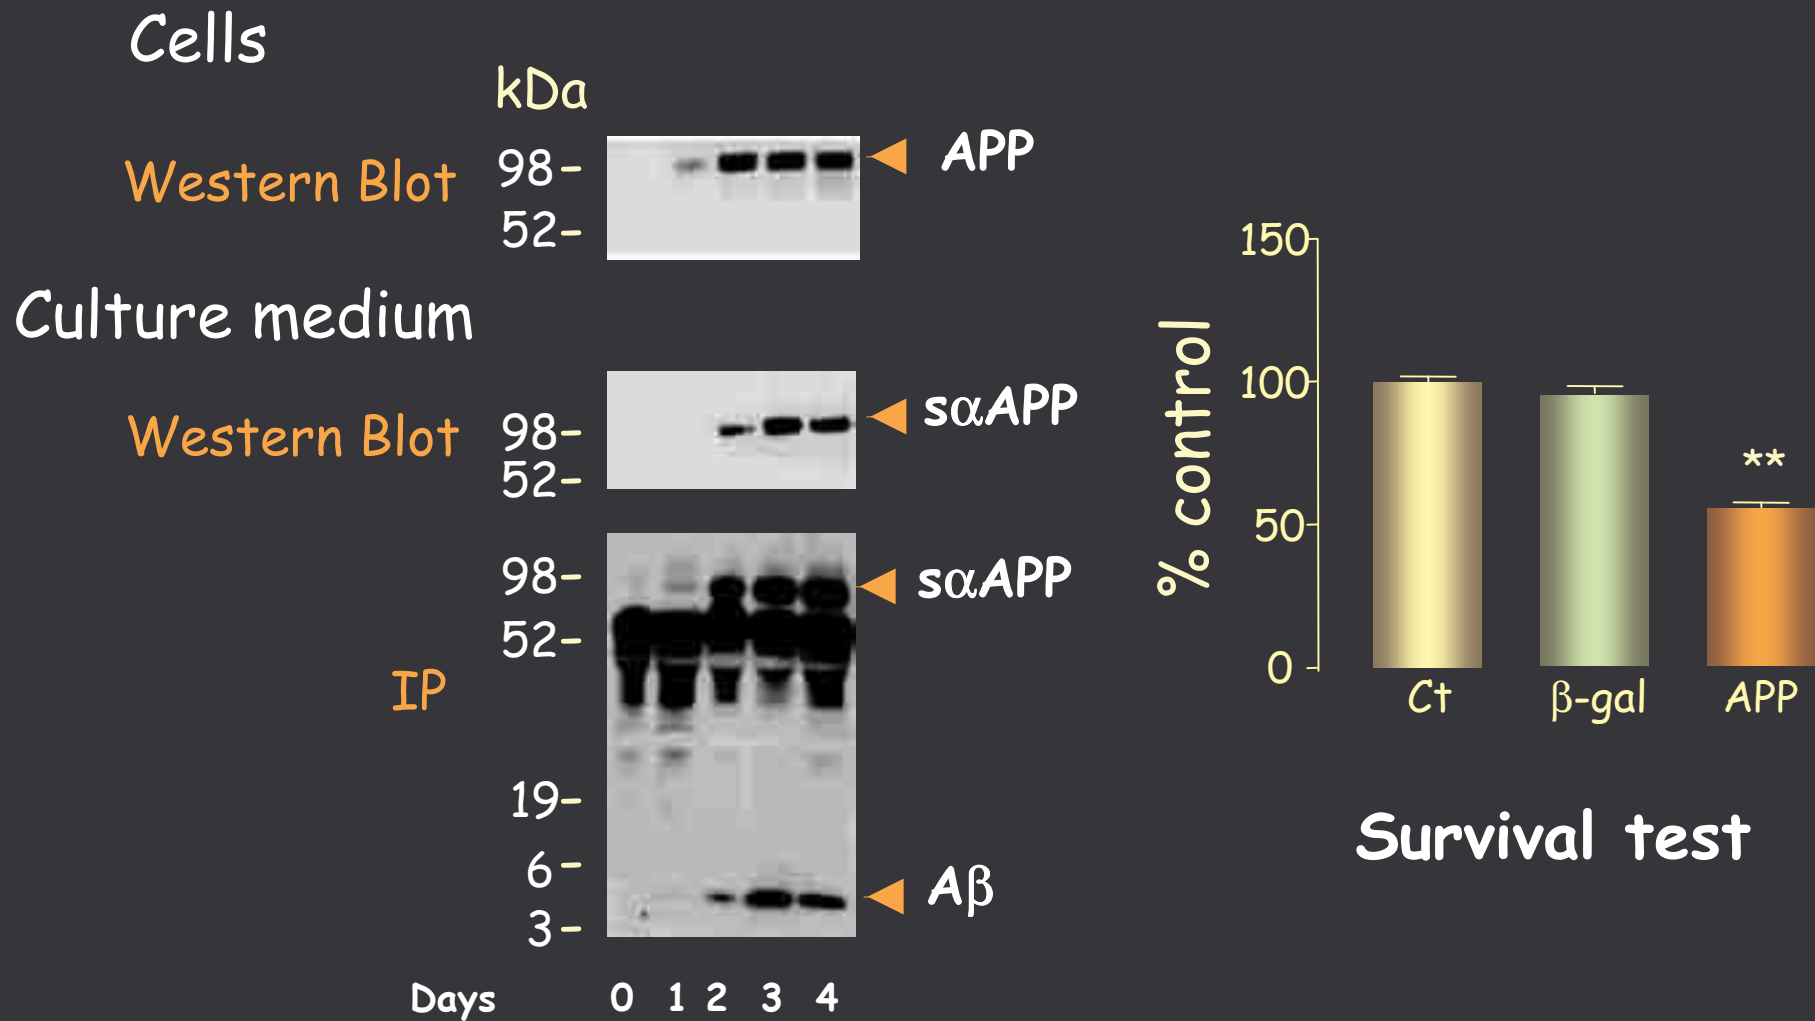 Cells
kDa
Western Blot
98-
52-
APP
Culture medium
Western Blot
98-
52-
sαAPP
IP
98-
52-
19-
6-
3-
sαAPP
Aβ
Days 0 1 2 3 4
% control
150
100
50
0
**
Ct β-gal APP
Survival test